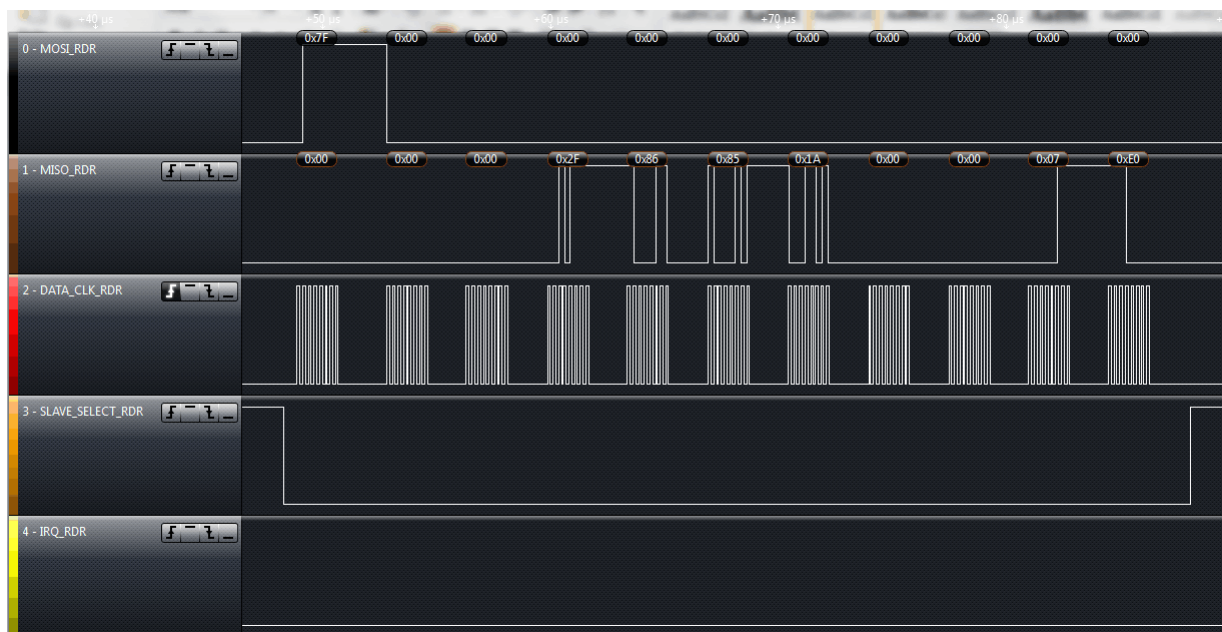 +40 µs +50 µs +60 µs +70 µs +80 µs
0 - MOSI_RDR
0x7F 0x00 0x00 0x00 0x00 0x00 0x00 0x00 0x00 0x00 0x00
1 - MISO_RDR
0x00 0x00 0x00 0x2F 0x86 0x85 0x1A 0x00 0x00 0x07 0xE0
2 - DATA_CLK_RDR
3 - SLAVE_SELECT_RDR
4 - IRQ_RDR